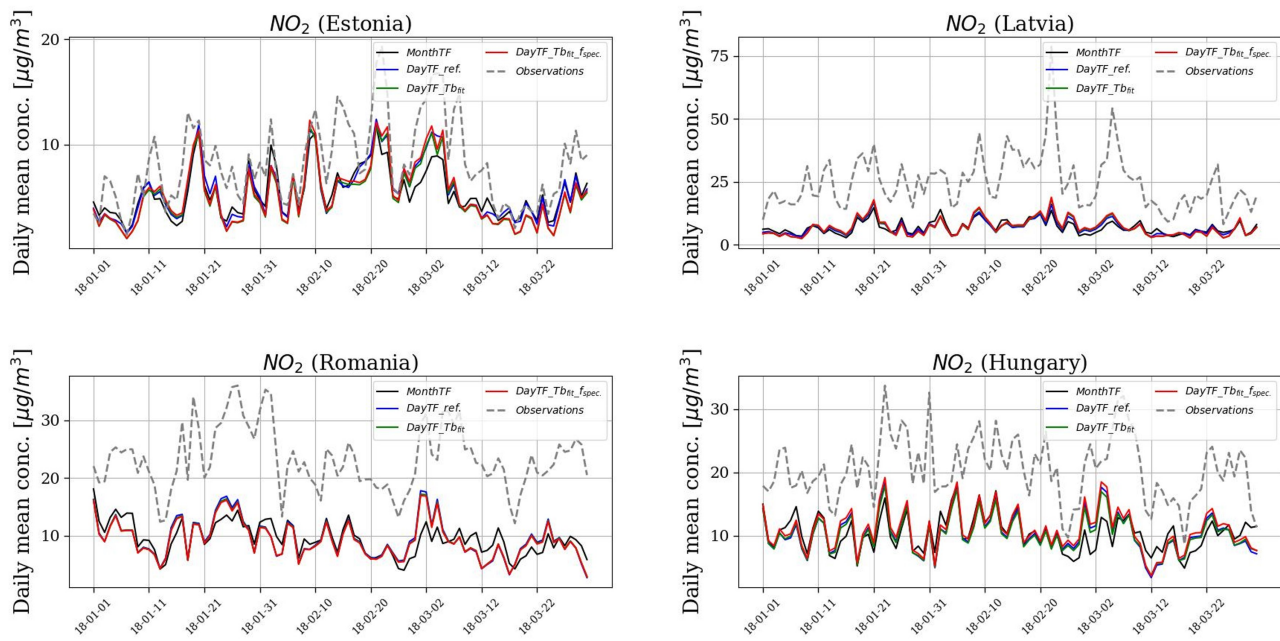 NO₂ (Estonia)
Daily mean conc. [μg/m³]
20
10
MonthTF
DayTF_ref.
DayTF_Tb_fit
DayTF_Tb_fit_f_spec.
Observations
18-01-01
18-01-11
18-01-21
18-01-31
18-02-10
18-02-20
18-03-02
18-03-12
18-03-22
NO₂ (Latvia)
Daily mean conc. [μg/m³]
75
50
25
0
MonthTF
DayTF_ref.
DayTF_Tb_fit
DayTF_Tb_fit_f_spec.
Observations
18-01-01
18-01-11
18-01-21
18-01-31
18-02-10
18-02-20
18-03-02
18-03-12
18-03-22
NO₂ (Romania)
Daily mean conc. [μg/m³]
30
20
10
MonthTF
DayTF_ref.
DayTF_Tb_fit
DayTF_Tb_fit_f_spec.
Observations
18-01-01
18-01-11
18-01-21
18-01-31
18-02-10
18-02-20
18-03-02
18-03-12
18-03-22
NO₂ (Hungary)
Daily mean conc. [μg/m³]
30
20
10
MonthTF
DayTF_ref.
DayTF_Tb_fit
DayTF_Tb_fit_f_spec.
Observations
18-01-01
18-01-11
18-01-21
18-01-31
18-02-10
18-02-20
18-03-02
18-03-12
18-03-22